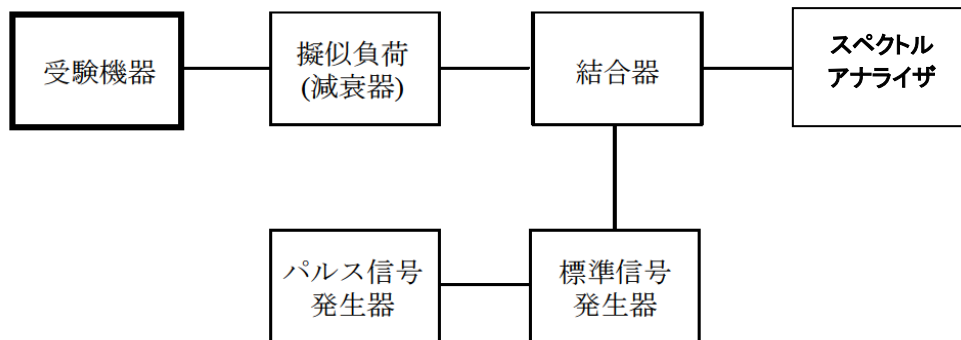 受験機器
擬似負荷
(減衰器)
結合器
スペクトル
アナライザ
パルス信号
発生器
標準信号
発生器